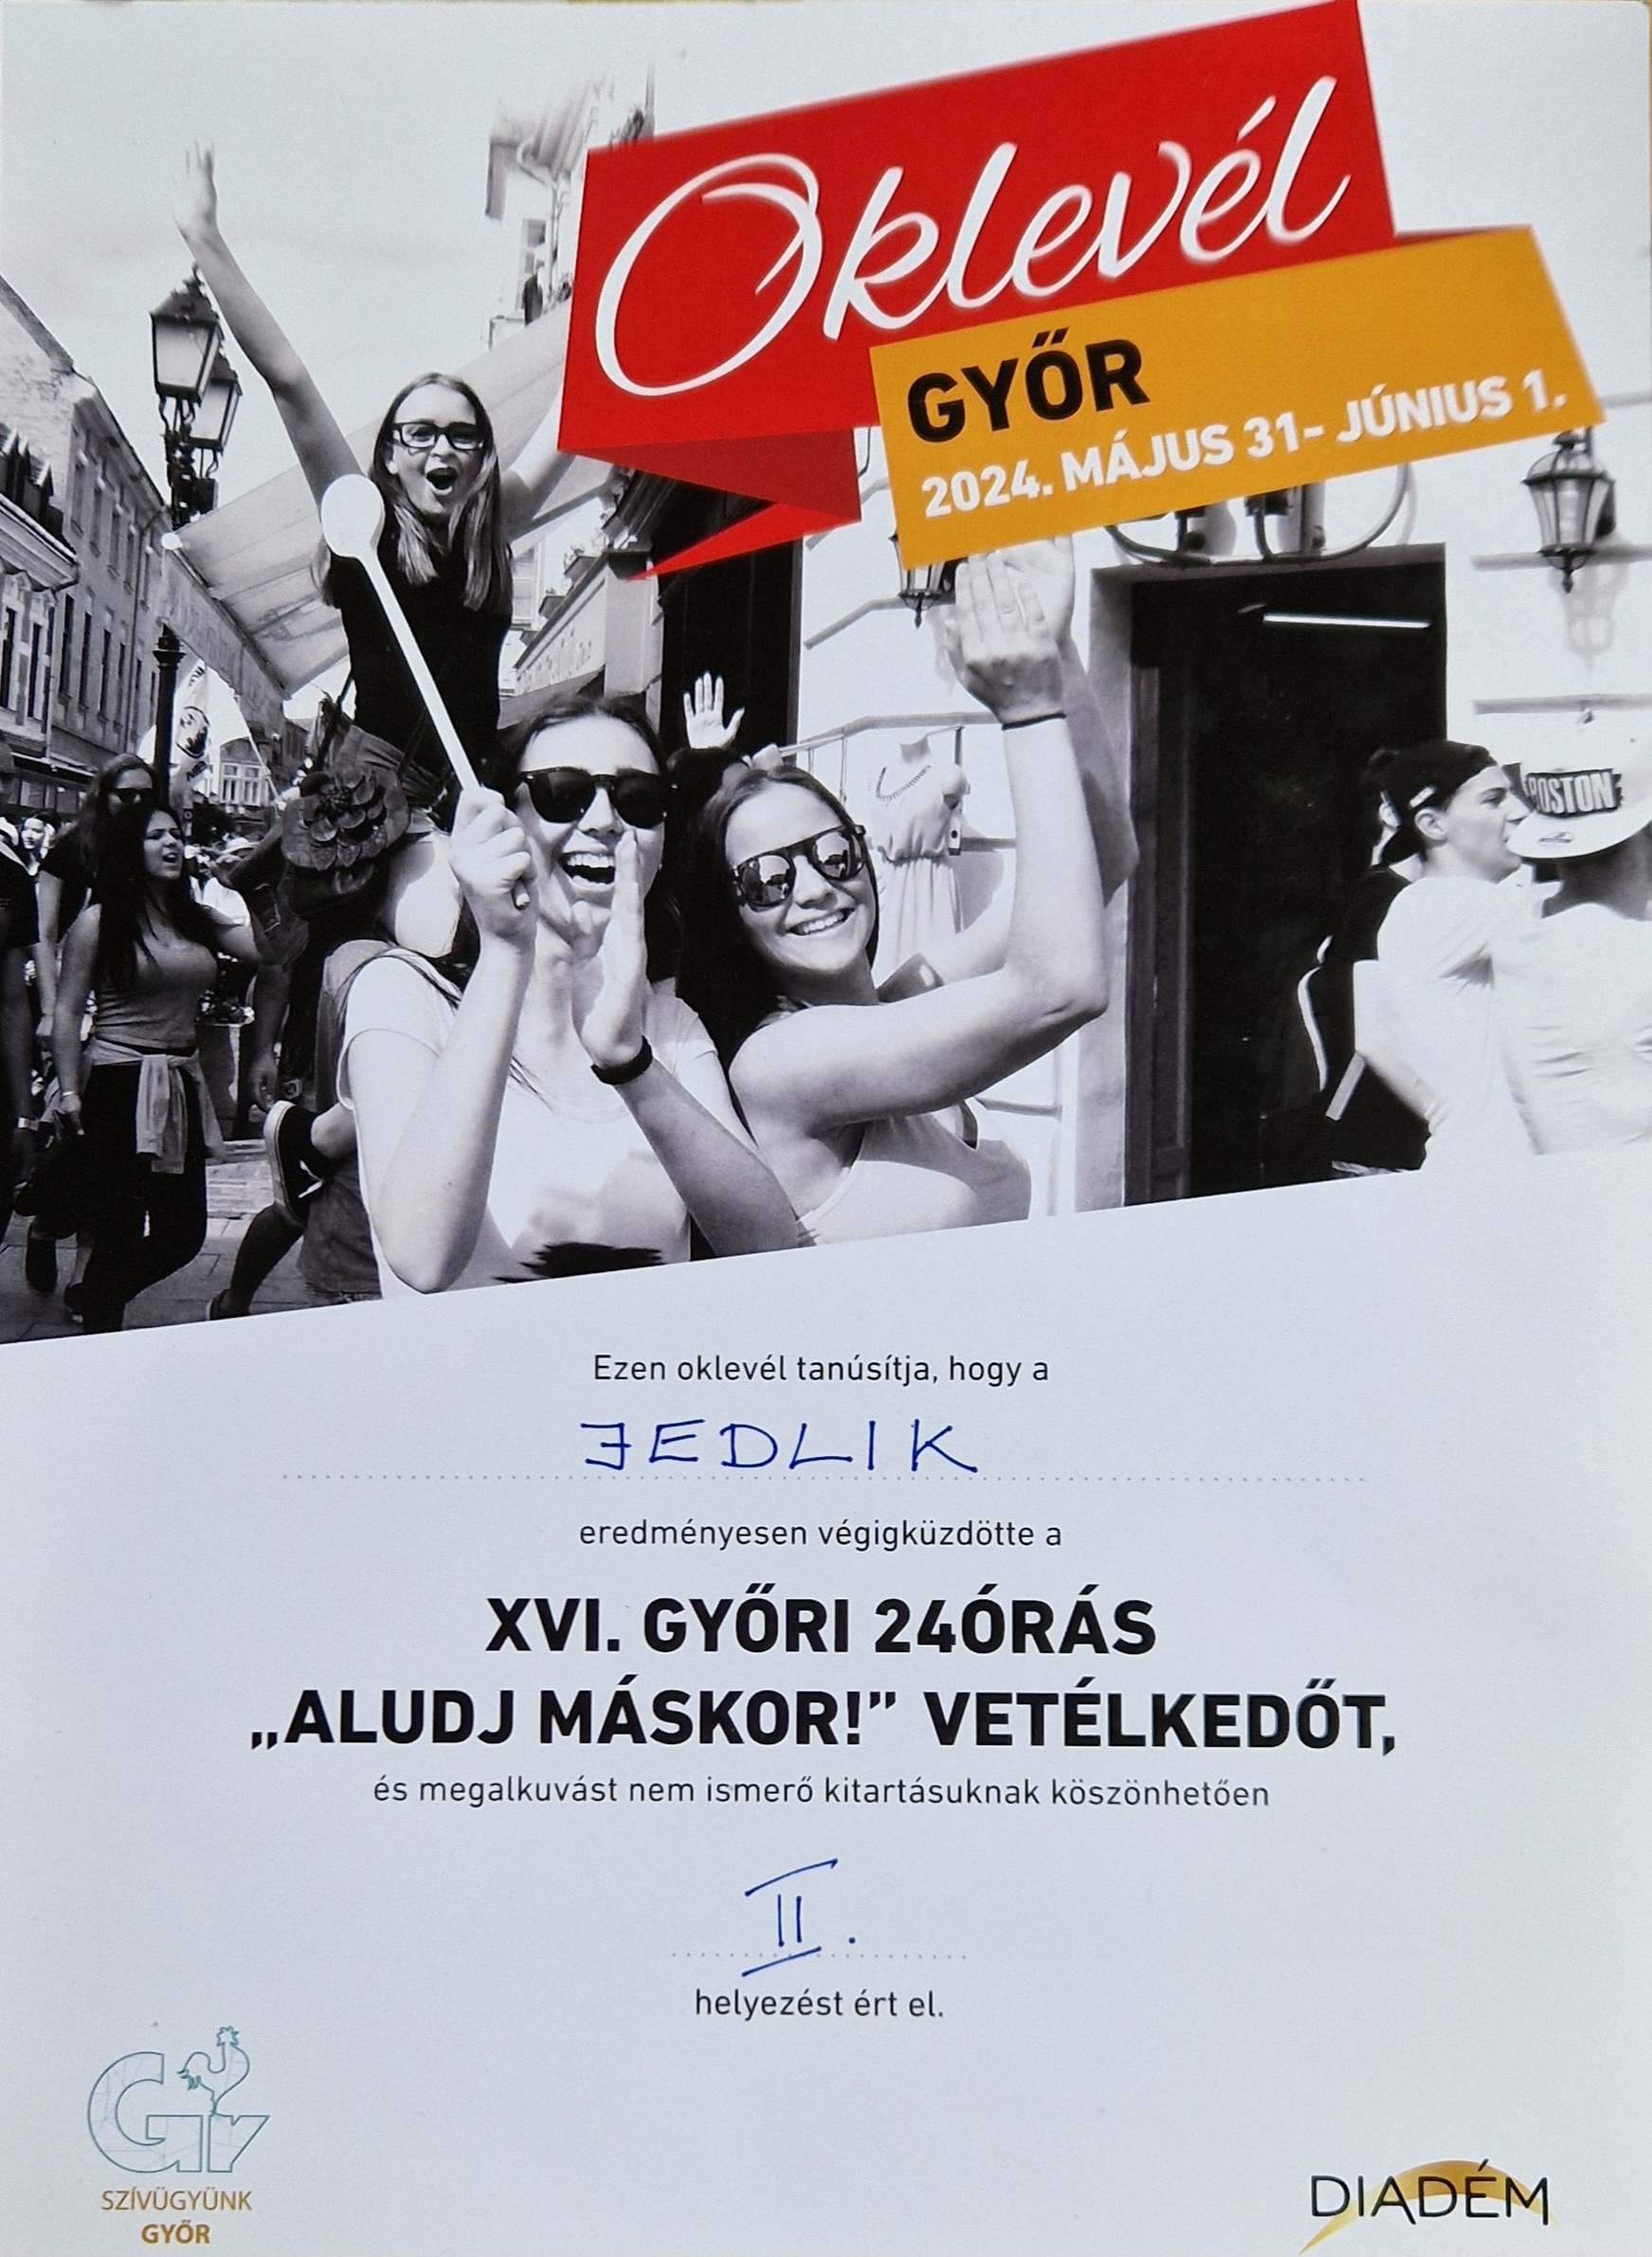 Oklevél
GYŐR
2024. MÁJUS 31- JÚNIUS 1.
BOSTON
Ezen oklevél tanúsítja, hogy a
JEDLIK
eredményesen végigküzdötte a
XVI. GYŐRI 24ÓRÁS
„ALUDJ MÁSKOR!” VETÉLKEDŐT,
és megalkuvást nem ismerő kitartásuknak köszönhetően
II.
helyezést ért el.
Gy
SZÍVÜGYÜNK
GYŐR
DIADÉM